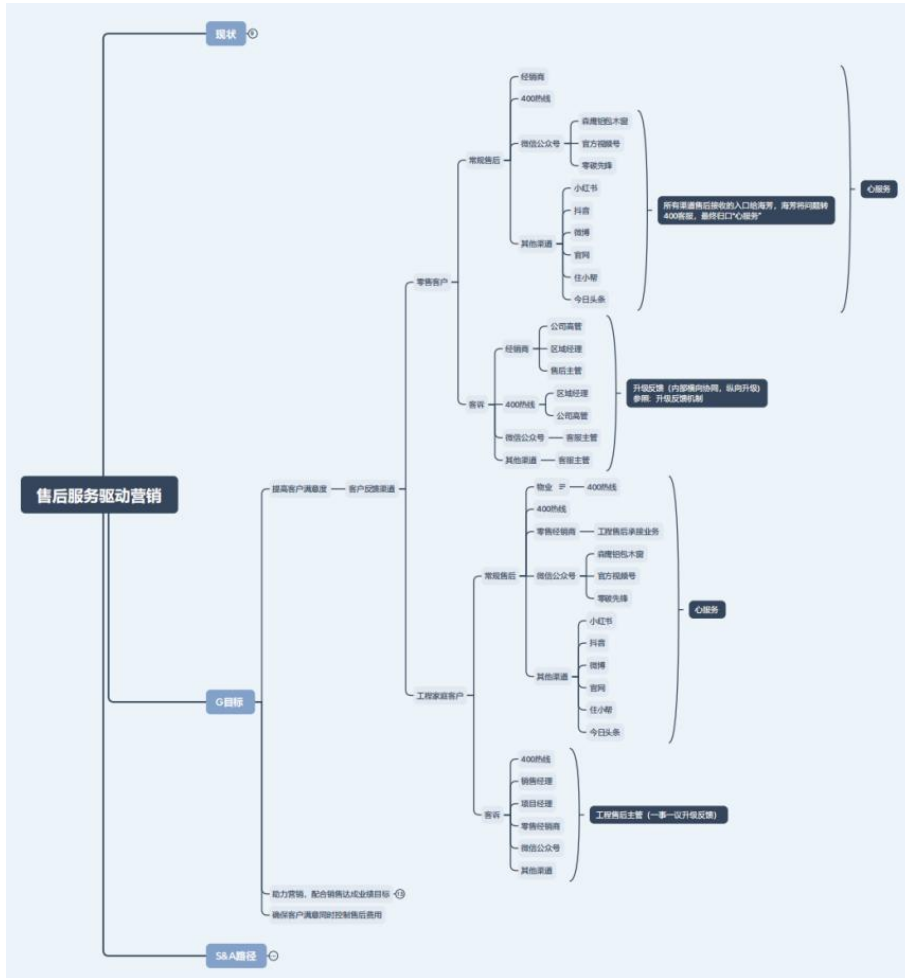 售后服务驱动营销
现状
G目标
提高客户满意度
客户反馈渠道
零售客户
常规售后
经销商
400热线
微信公众号
森鹰铝包木窗
官方视频号
零碳先锋
其他渠道
小红书
抖音
微博
官网
住小帮
今日头条
所有渠道售后接收的入口给海芳，海芳将问题转
400客服，最终归口“心服务”
心服务
客诉
经销商
公司高管
区域经理
售后主管
400热线
区域经理
公司高管
微信公众号
客服主管
其他渠道
客服主管
升级反馈（内部横向协同，纵向升级)
参照：升级反馈机制
工程家庭客户
常规售后
物业
400热线
400热线
零售经销商
工程售后承接业务
微信公众号
森鹰铝包木窗
官方视频号
零碳先锋
其他渠道
小红书
抖音
微博
官网
住小帮
今日头条
心服务
客诉
400热线
销售经理
项目经理
零售经销商
微信公众号
其他渠道
工程售后主管（一事一议升级反馈）
助力营销，配合销售达成业绩目标
确保客户满意同时控制售后费用
S&A路径